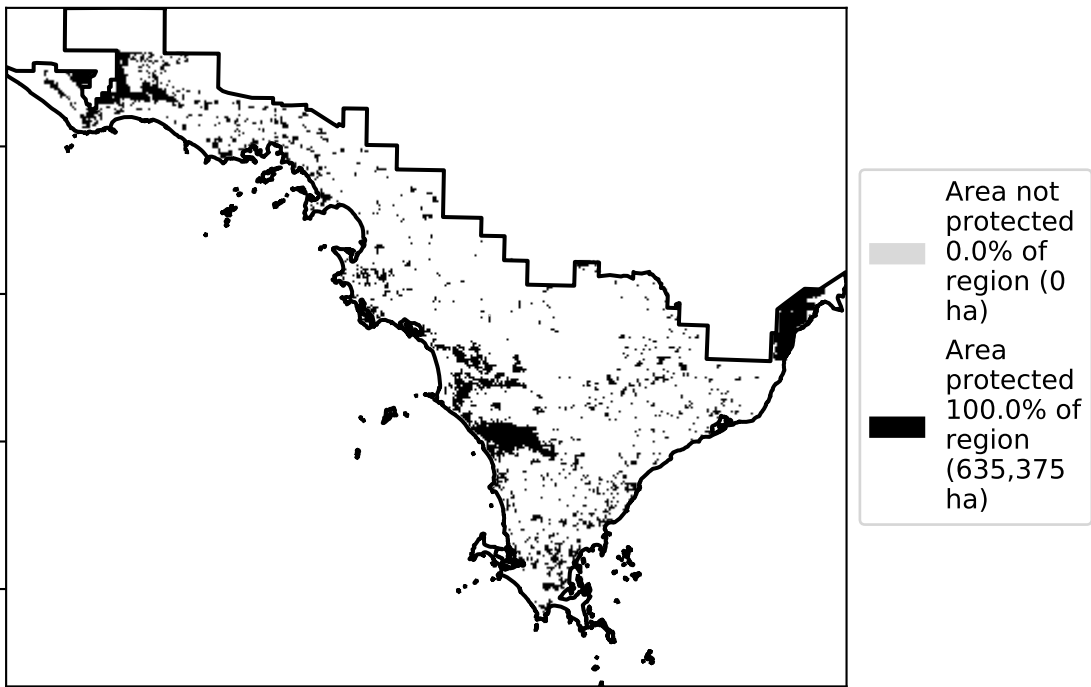 Area not
protected
0.0% of
region (0
ha)
Area
protected
100.0% of
region
(635,375
ha)